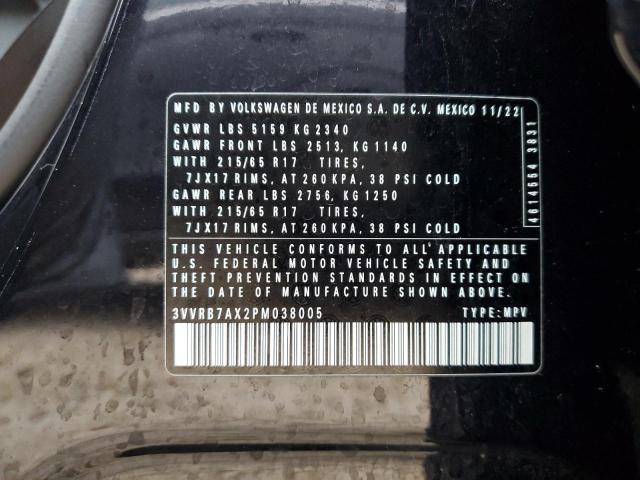 MFD BY VOLKSWAGEN DE MEXICO S.A. DE C.V. MEXICO 11/22
GVWR LBS 5159 KG 2340
GAWR FRONT LBS 2513, KG 1140
WITH 215/65 R17 TIRES,
7JX17 RIMS, AT 260 KPA, 38 PSI COLD
GAWR REAR LBS 2756, KG 1250
WITH 215/65 R17 TIRES,
7JX17 RIMS, AT 260 KPA, 38 PSI COLD
THIS VEHICLE CONFORMS TO ALL APPLICABLE
U.S. FEDERAL MOTOR VEHICLE SAFETY AND
THEFT PREVENTION STANDARDS IN EFFECT
ON THE DATE OF MANUFACTURE SHOWN ABOVE.
3VVRB7AX2PM038005 TYPE: MPV
4014554 3831